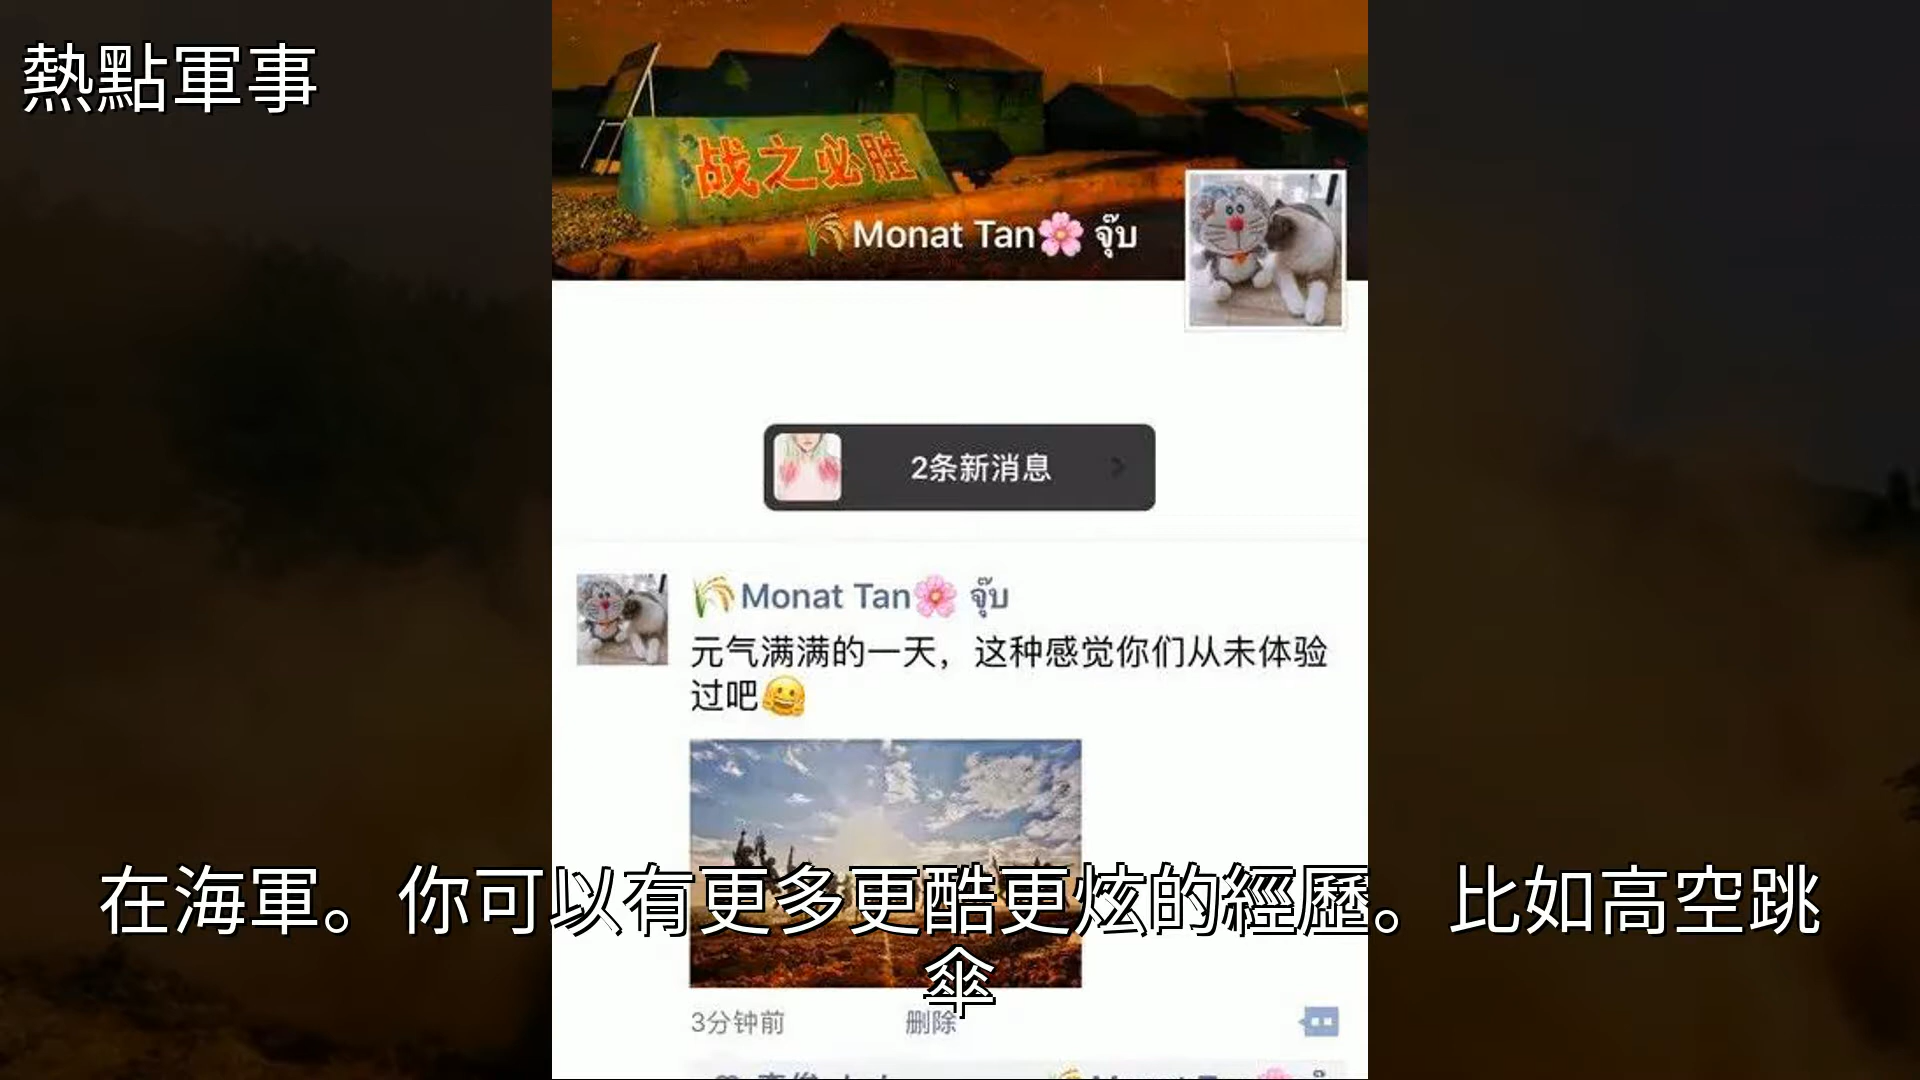 熱點軍事
战之必胜
Monat Tan🌸 จุ๊บ
2条新消息
Monat Tan🌸 จุ๊บ
元气满满的一天，这种感觉你们从未体验
过吧🤗
在海軍。你可以有更多更酷更炫的經歷。比如高空跳
傘
3分钟前 删除